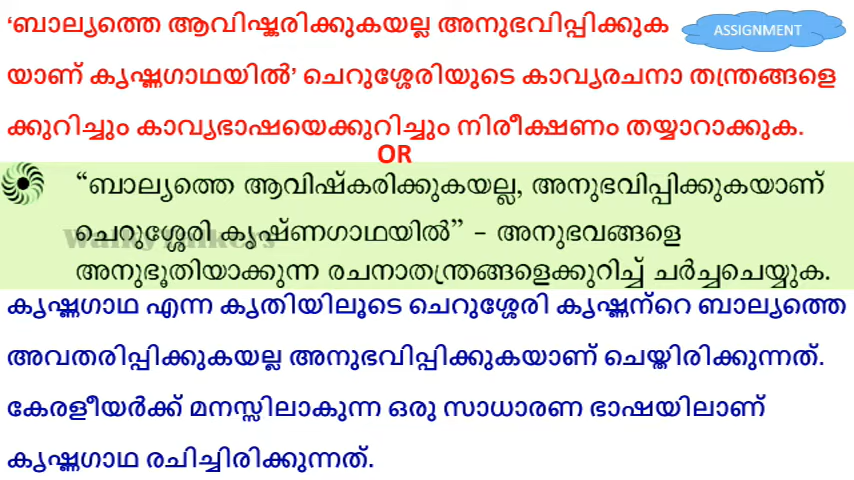 ‘ബാല്യത്തെ ആവിഷ്കരിക്കുകയല്ല അനുഭവിപ്പിക്കുക
ASSIGNMENT
യാണ് കൃഷ്ണഗാഥയിൽ’ ചെറുശ്ശേരിയുടെ കാവ്യരചനാ തന്ത്രങ്ങളെ
ക്കുറിച്ചും കാവ്യഭാഷയെക്കുറിച്ചും നിരീക്ഷണം തയ്യാറാക്കുക.
OR
“ബാല്യത്തെ ആവിഷ്കരിക്കുകയല്ല, അനുഭവിപ്പിക്കുകയാണ്
ചെറുശ്ശേരി കൃഷ്ണഗാഥയിൽ” – അനുഭവങ്ങളെ
അനുഭൂതിയാക്കുന്ന രചനാതന്ത്രങ്ങളെക്കുറിച്ച് ചർച്ചചെയ്യുക.
കൃഷ്ണഗാഥ എന്ന കൃതിയിലൂടെ ചെറുശ്ശേരി കൃഷ്ണന്റെ ബാല്യത്തെ
അവതരിപ്പിക്കുകയല്ല അനുഭവിപ്പിക്കുകയാണ് ചെയ്തിരിക്കുന്നത്.
കേരളീയർക്ക് മനസ്സിലാകുന്ന ഒരു സാധാരണ ഭാഷയിലാണ്
കൃഷ്ണഗാഥ രചിച്ചിരിക്കുന്നത്.